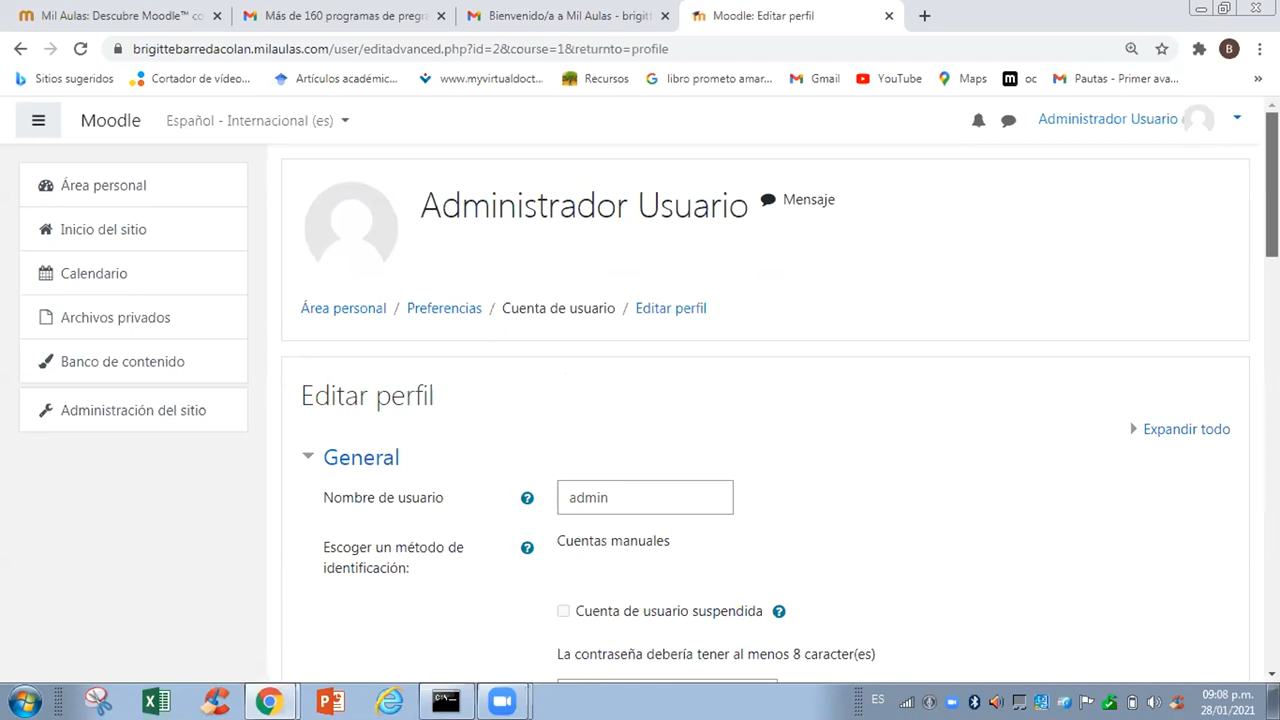 Mil Aulas: Descubre Moodle™ co
Más de 160 programas de pregr
Bienvenido/a a Mil Aulas - brigitt
Moodle: Editar perfil
brigittebarredacolan.milaulas.com/user/editadvanced.php?id=2&course=1&returnto=profile
B
Sitios sugeridos
Cortador de vídeo...
Artículos académic...
www.myvirtualdoct...
Recursos
libro prometo amar...
Gmail
YouTube
Maps
m oc
Pautas - Primer ava...
»
Moodle
Español - Internacional (es)
Administrador Usuario
Área personal
Inicio del sitio
Calendario
Archivos privados
Banco de contenido
Administración del sitio
Administrador Usuario
Mensaje
Área personal / Preferencias / Cuenta de usuario / Editar perfil
Editar perfil
Expandir todo
General
Nombre de usuario
admin
Escoger un método de
identificación:
Cuentas manuales
Cuenta de usuario suspendida
La contraseña debería tener al menos 8 caracter(es)
ES
09:08 p.m.
28/01/2021